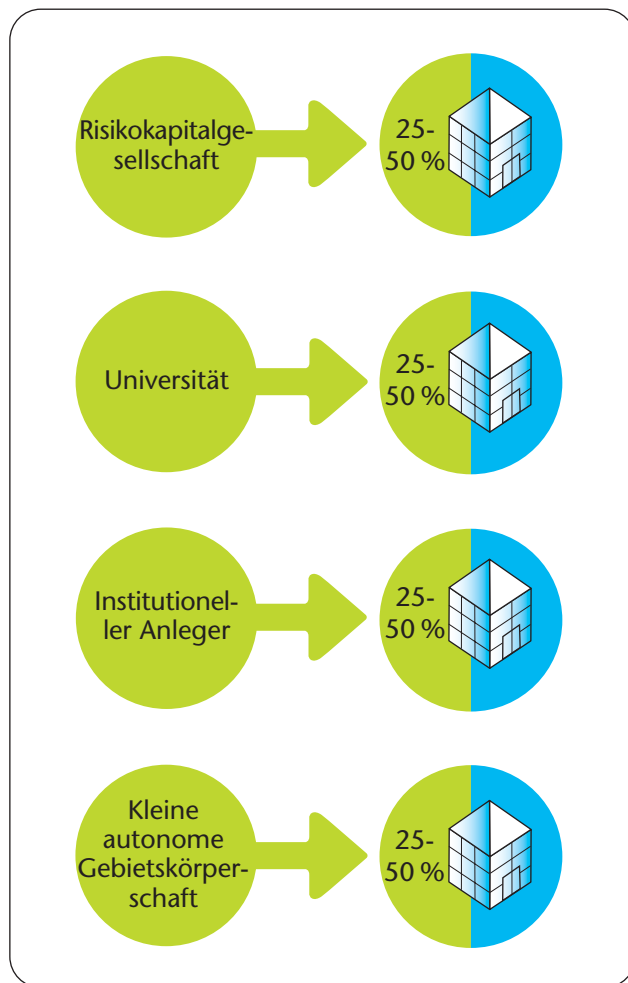 Risikokapitalge-
sellschaft
25-
50 %
Universität
25-
50 %
Institutionel-
ler Anleger
25-
50 %
Kleine
autonome
Gebietskörper-
schaft
25-
50 %